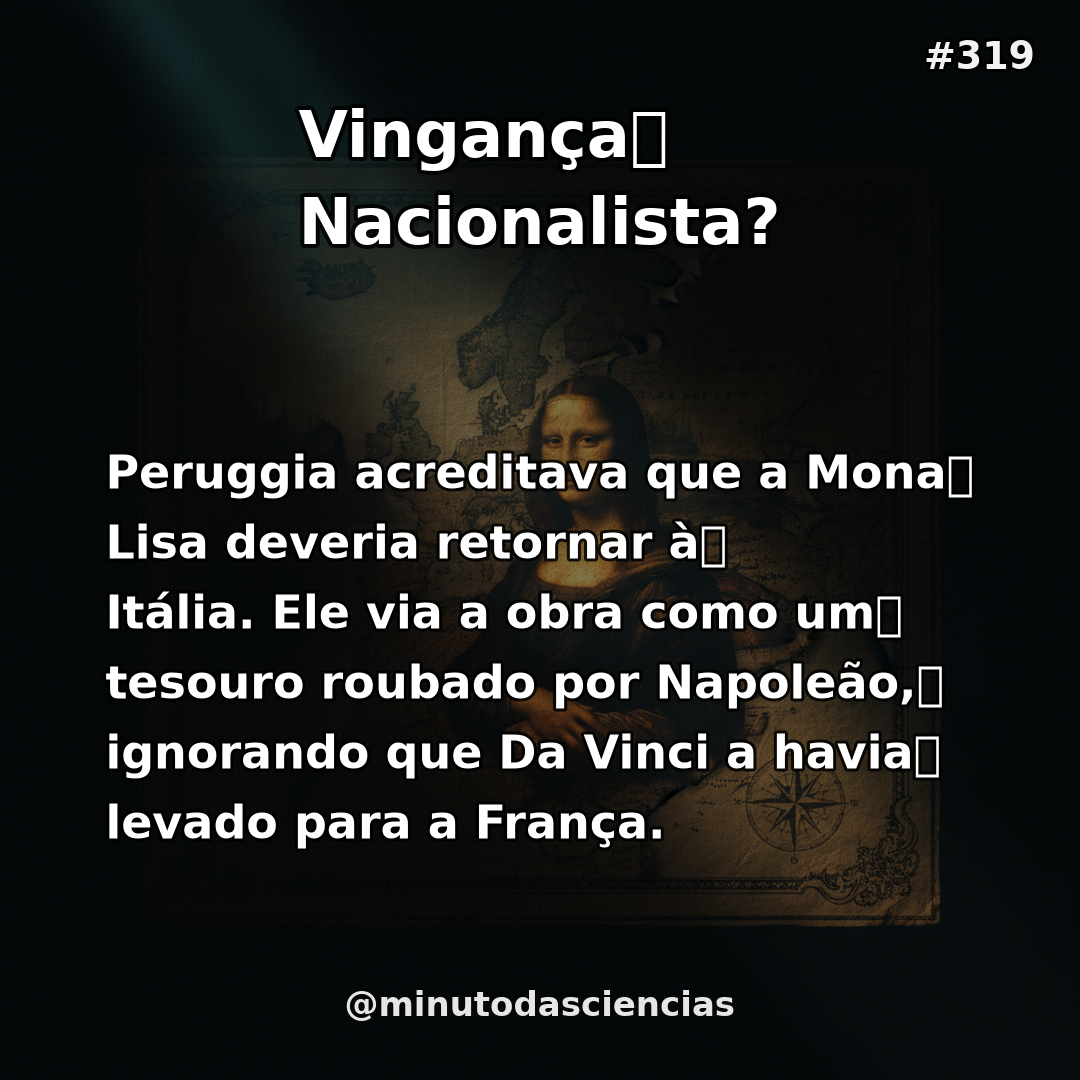 #319
Vingança▯
Nacionalista?
Peruggia acreditava que a Mona▯
Lisa deveria retornar à▯
Itália. Ele via a obra como um▯
tesouro roubado por Napoleão,▯
ignorando que Da Vinci a havia▯
levado para a França.
@minutodasciencias